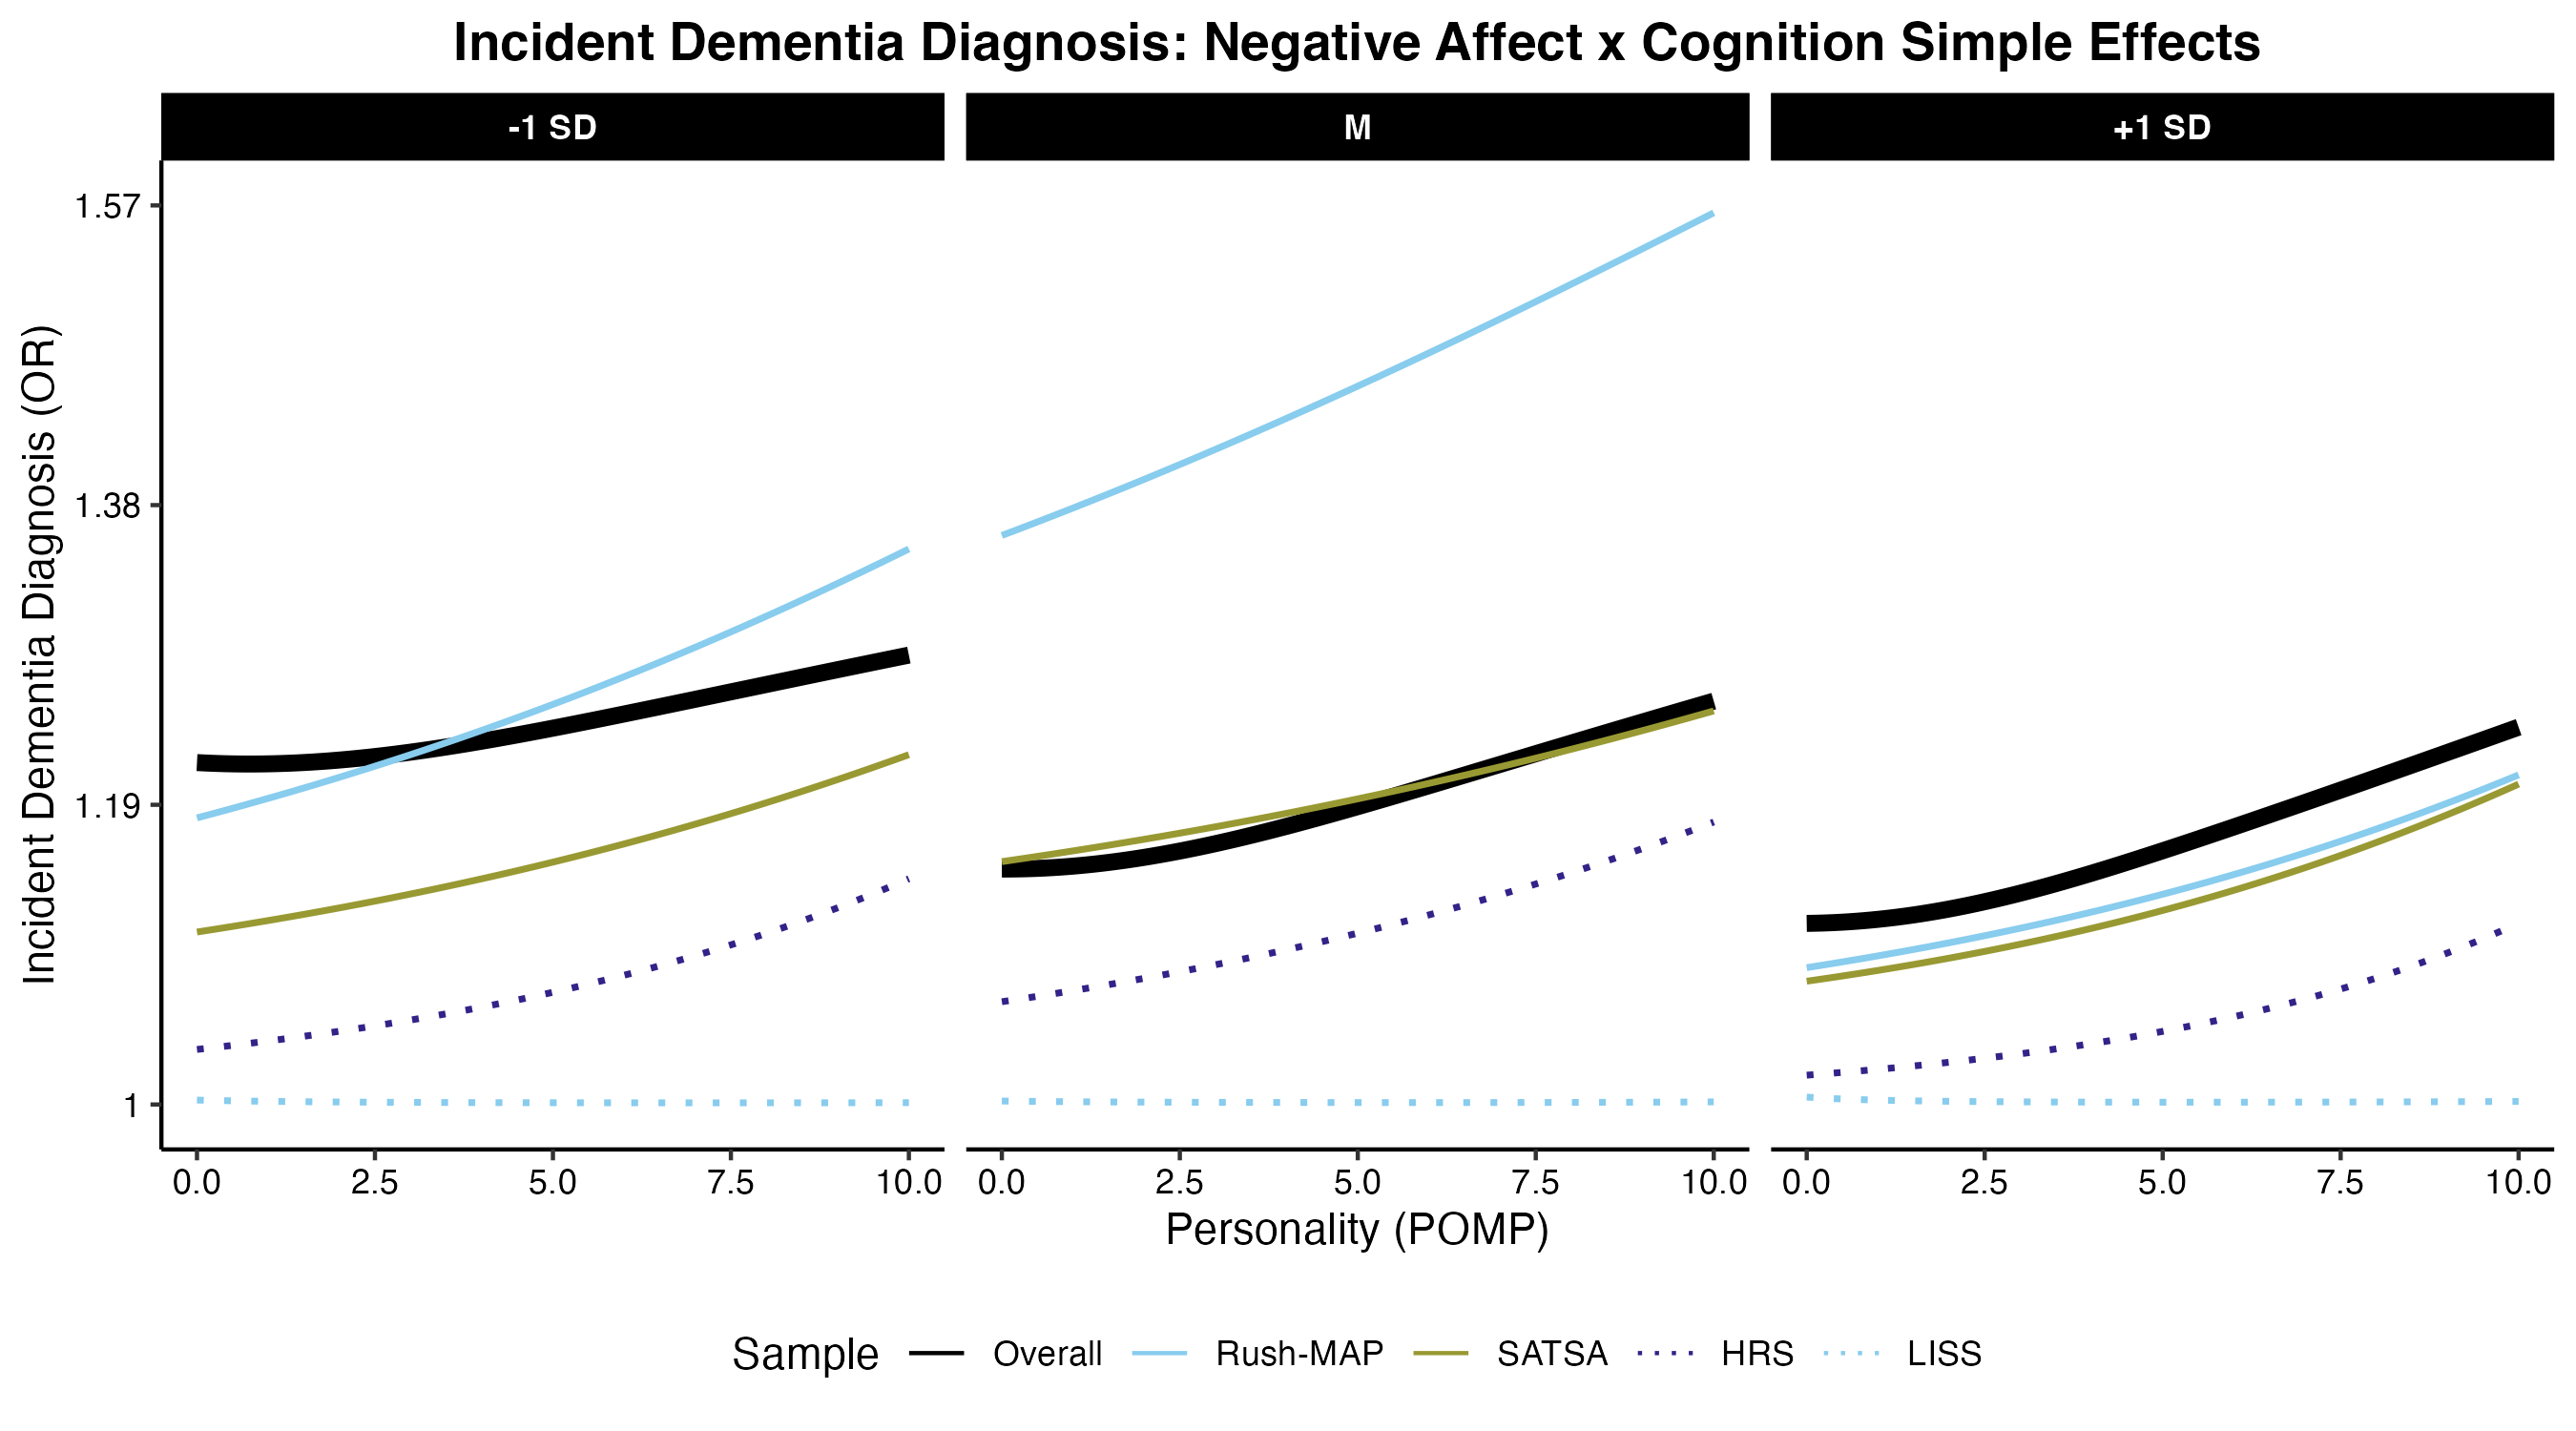 Incident Dementia Diagnosis: Negative Affect x Cognition Simple Effects
-1 SD M +1 SD
Incident Dementia Diagnosis (OR)
1.57
1.38
1.19
1
0.0 2.5 5.0 7.5 10.0 0.0 2.5 5.0 7.5 10.0 0.0 2.5 5.0 7.5 10.0
Personality (POMP)
Sample Overall Rush-MAP SATSA HRS LISS